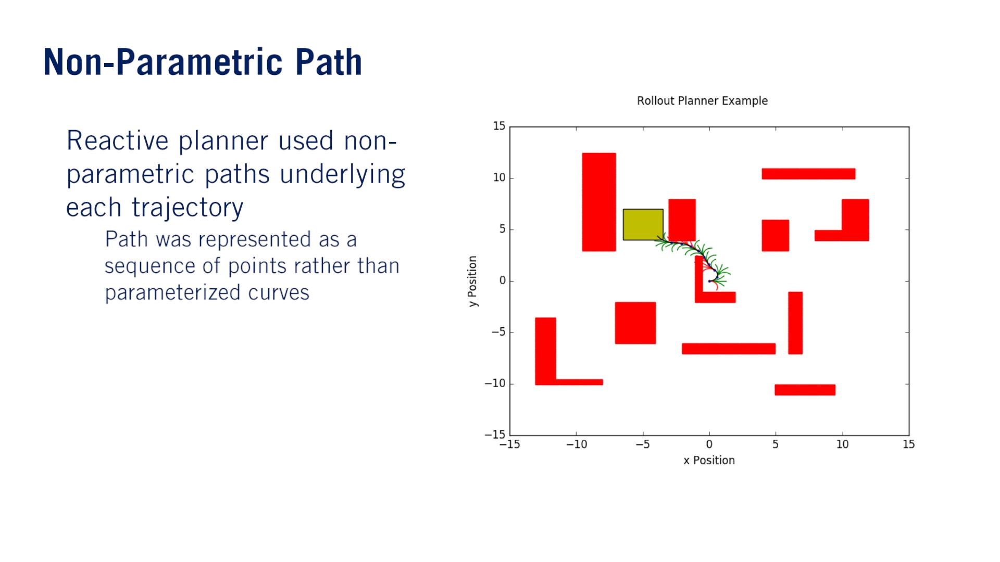 Non-Parametric Path
Reactive planner used non-
parametric paths underlying
each trajectory
Path was represented as a
sequence of points rather than
parameterized curves
Rollout Planner Example
15
10
5
0
−5
−10
−15
y Position
−15 −10 −5 0 5 10 15
x Position